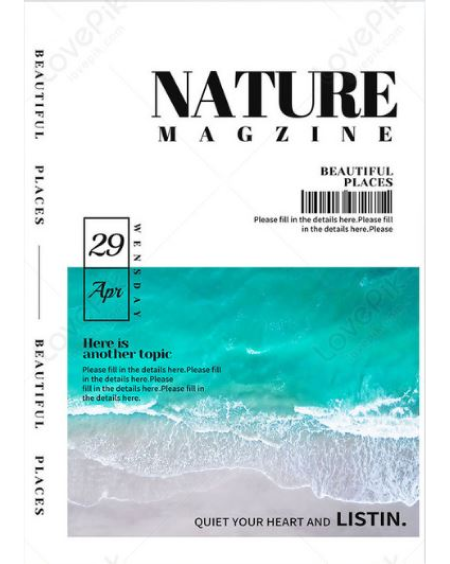 BEAUTIFUL PLACES
BEAUTIFUL PLACES
NATURE
MAGZINE
BEAUTIFUL
PLACES
Please fill in the details here.Please fill
in the details here.Please
29
Apr
WENSDAY
Here is
another topic
Please fill in the details here.Please fill
in the details here.Please
fill in the details here.Please fill in
the details here.
QUIET YOUR HEART AND LISTIN.